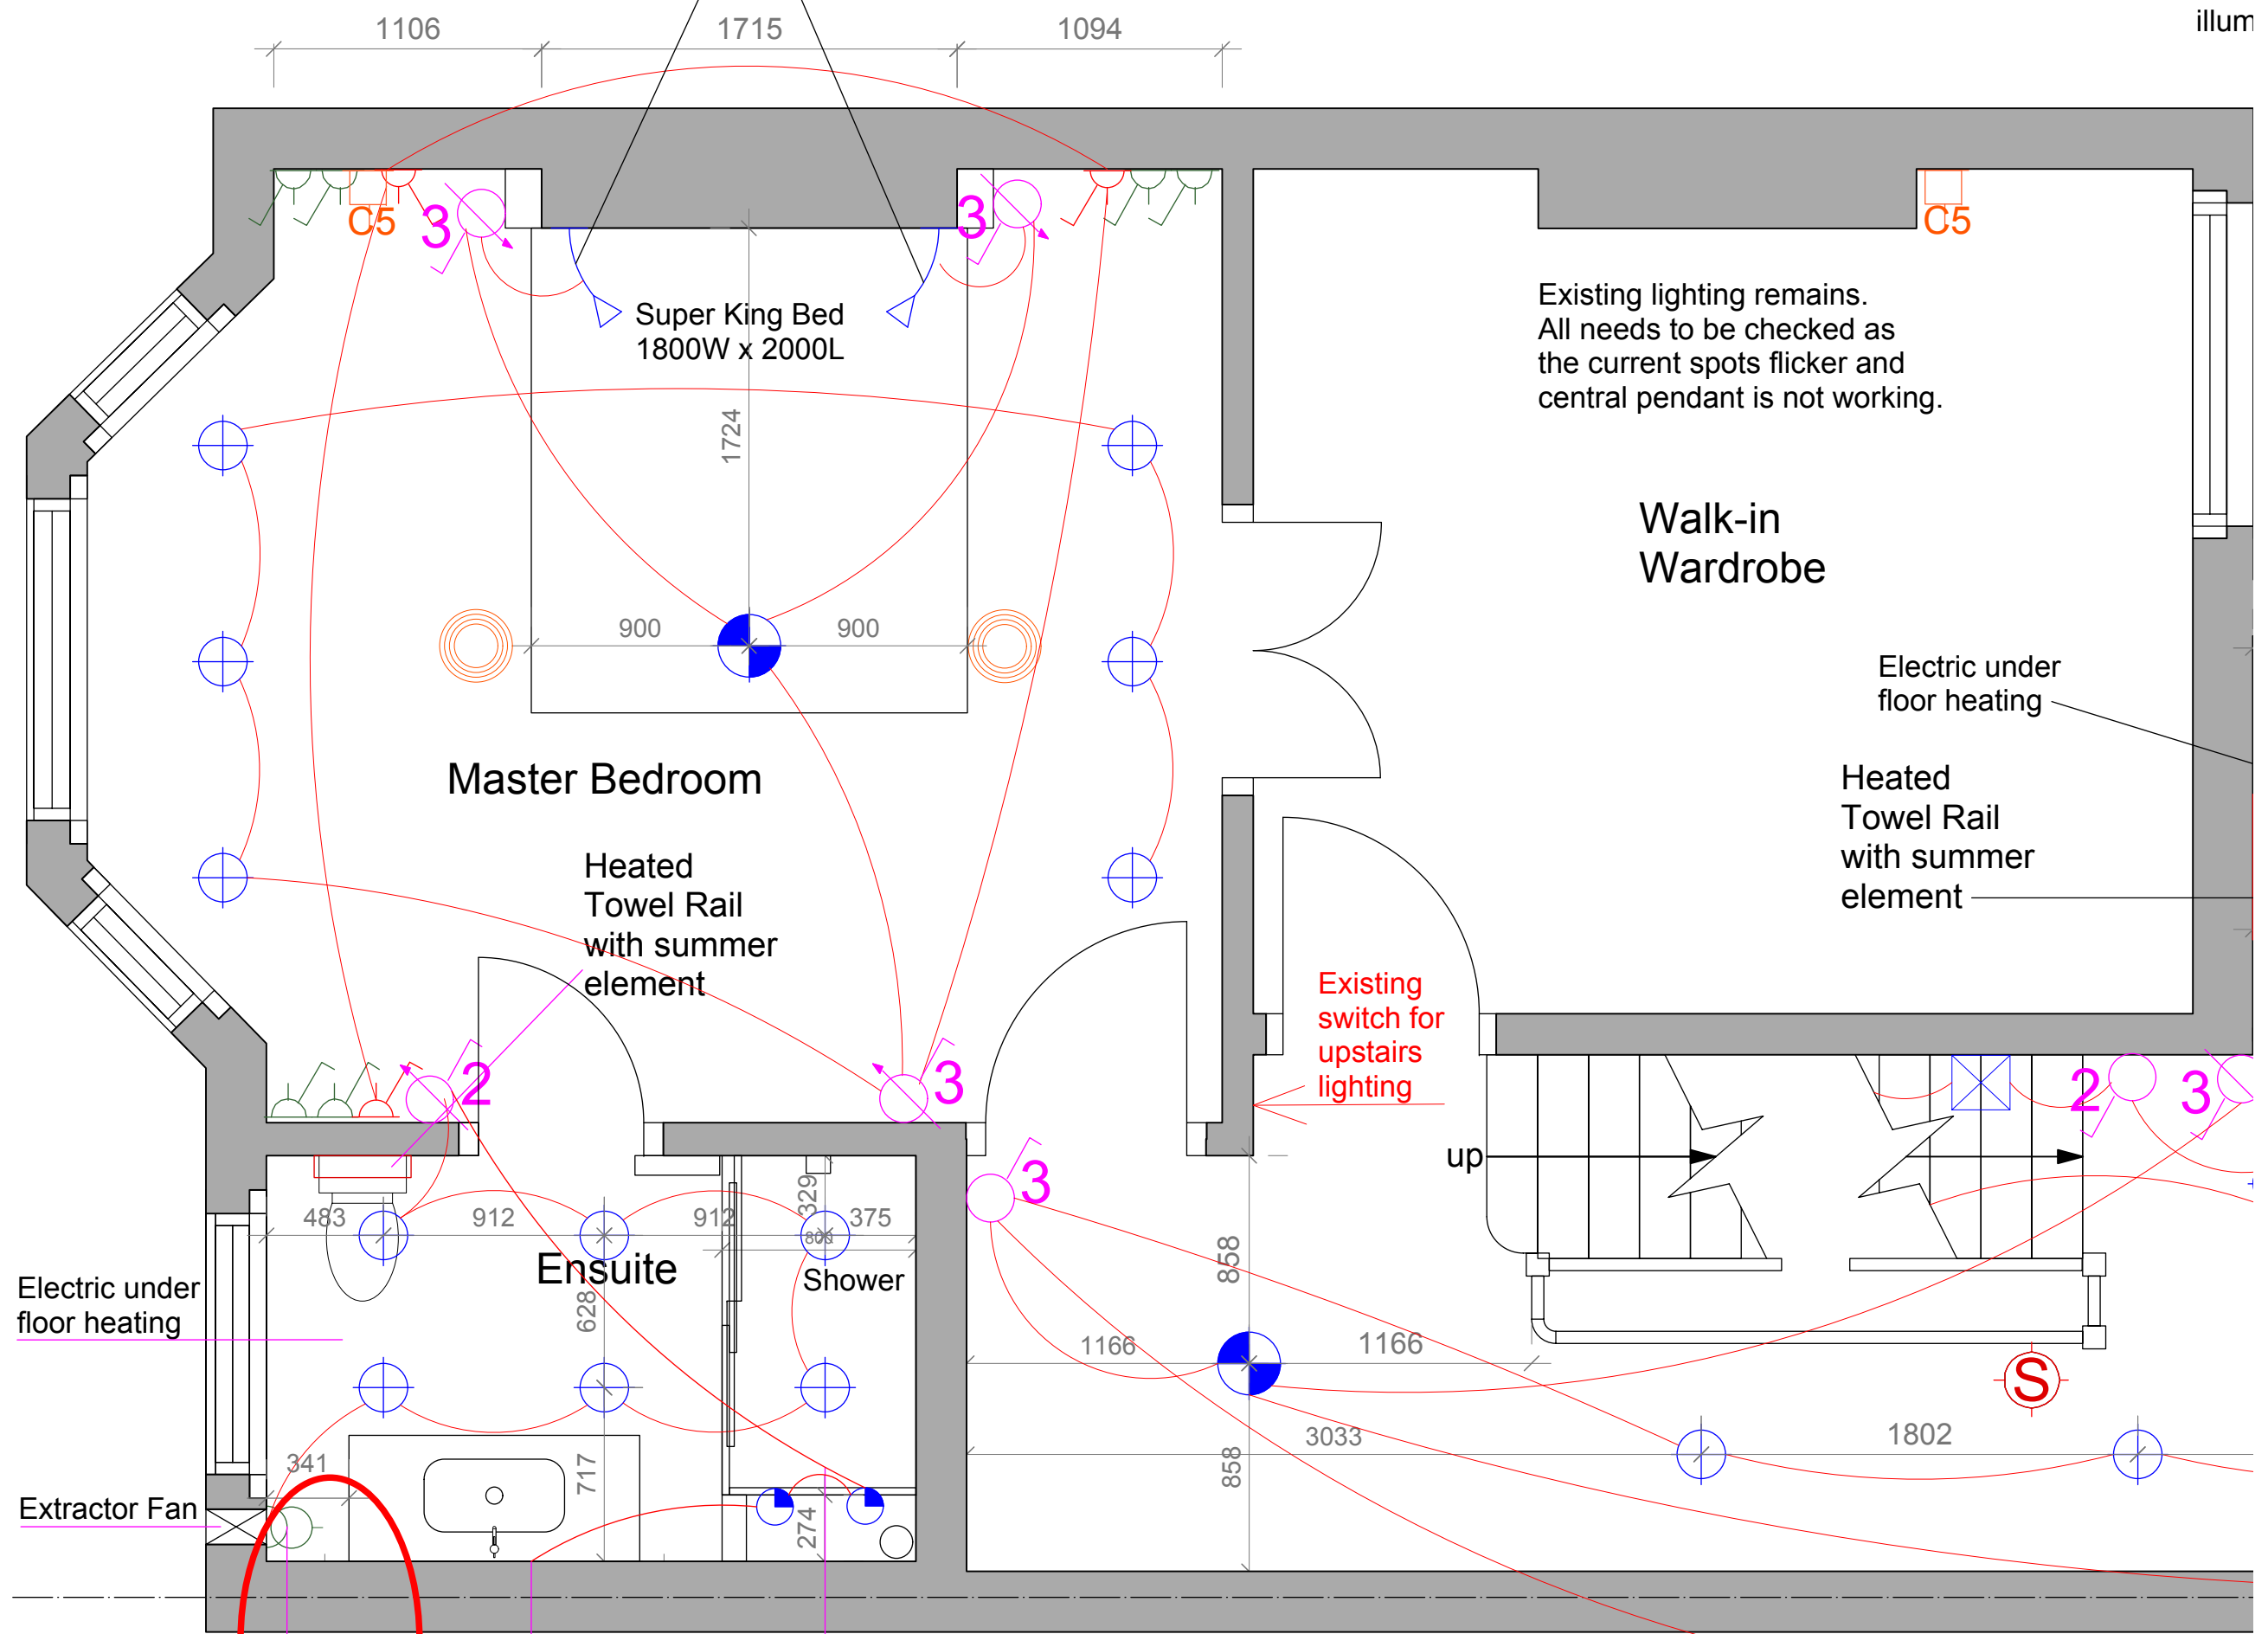 illum
1106
1715
1094
C5
3
3
C5
Super King Bed
1800W x 2000L
Existing lighting remains.
All needs to be checked as
the current spots flicker and
central pendant is not working.
1724
Walk-in
Wardrobe
900
900
Electric under
floor heating
Master Bedroom
Heated
Towel Rail
with summer
element
Heated
Towel Rail
with summer
element
Existing
switch for
upstairs
lighting
2
3
2
3
up
3
483
912
912
329
375
800
Ensuite
Shower
628
858
Electric under
floor heating
1166
1166
S
341
717
3033
1802
858
Extractor Fan
274